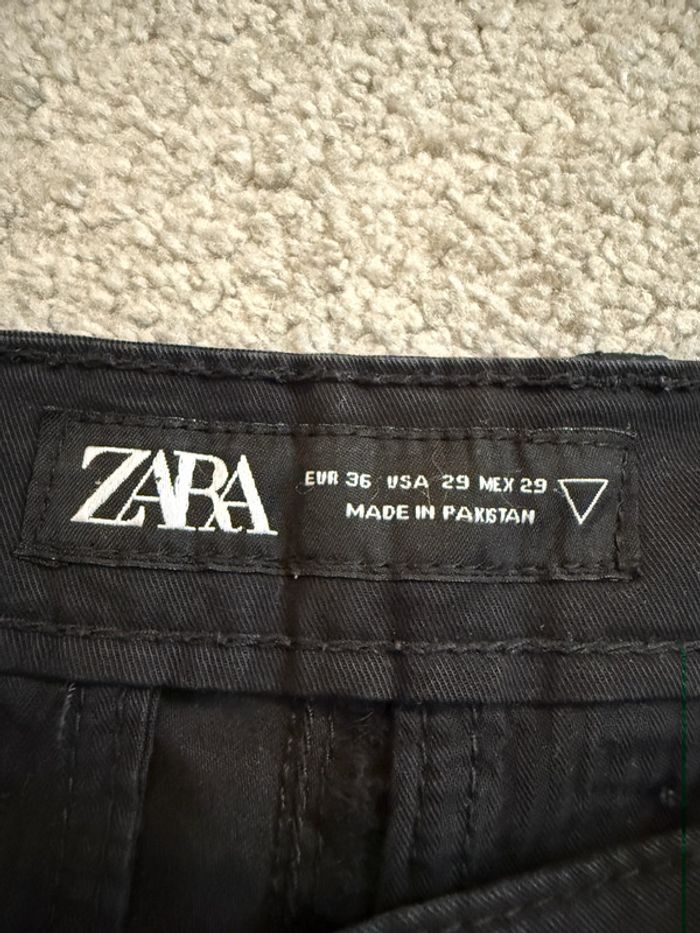 ZARA
EUR 36 USA 29 MEX 29
MADE IN PAKISTAN